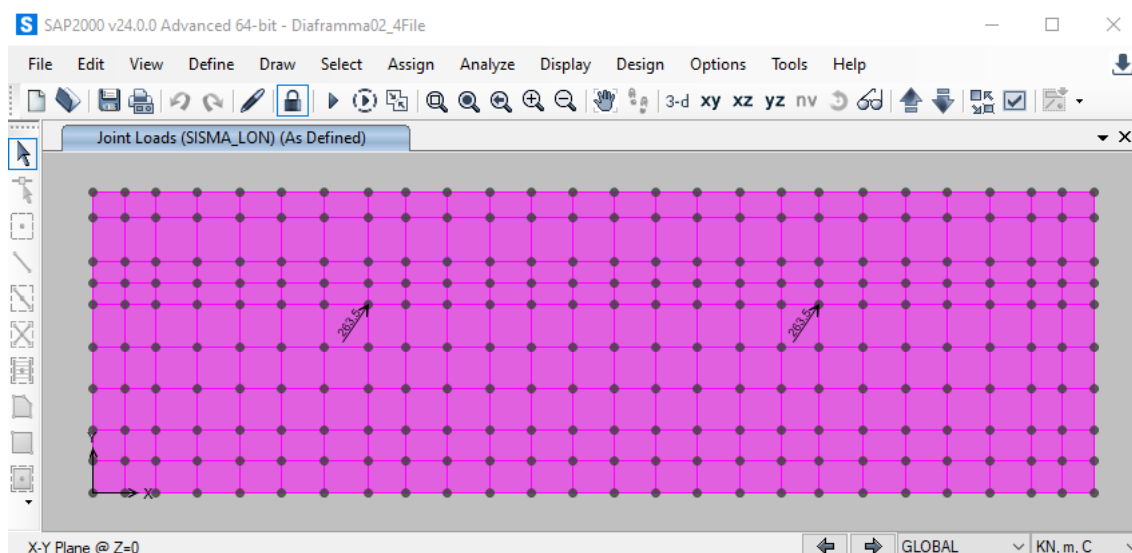 S SAP2000 v24.0.0 Advanced 64-bit - Diaframma02_4File
File Edit View Define Draw Select Assign Analyze Display Design Options Tools Help
3-d xy xz yz nv
Joint Loads (SISMA_LON) (As Defined)
263.5 263.5
Y
X
X-Y Plane @ Z=0 GLOBAL KN, m, C